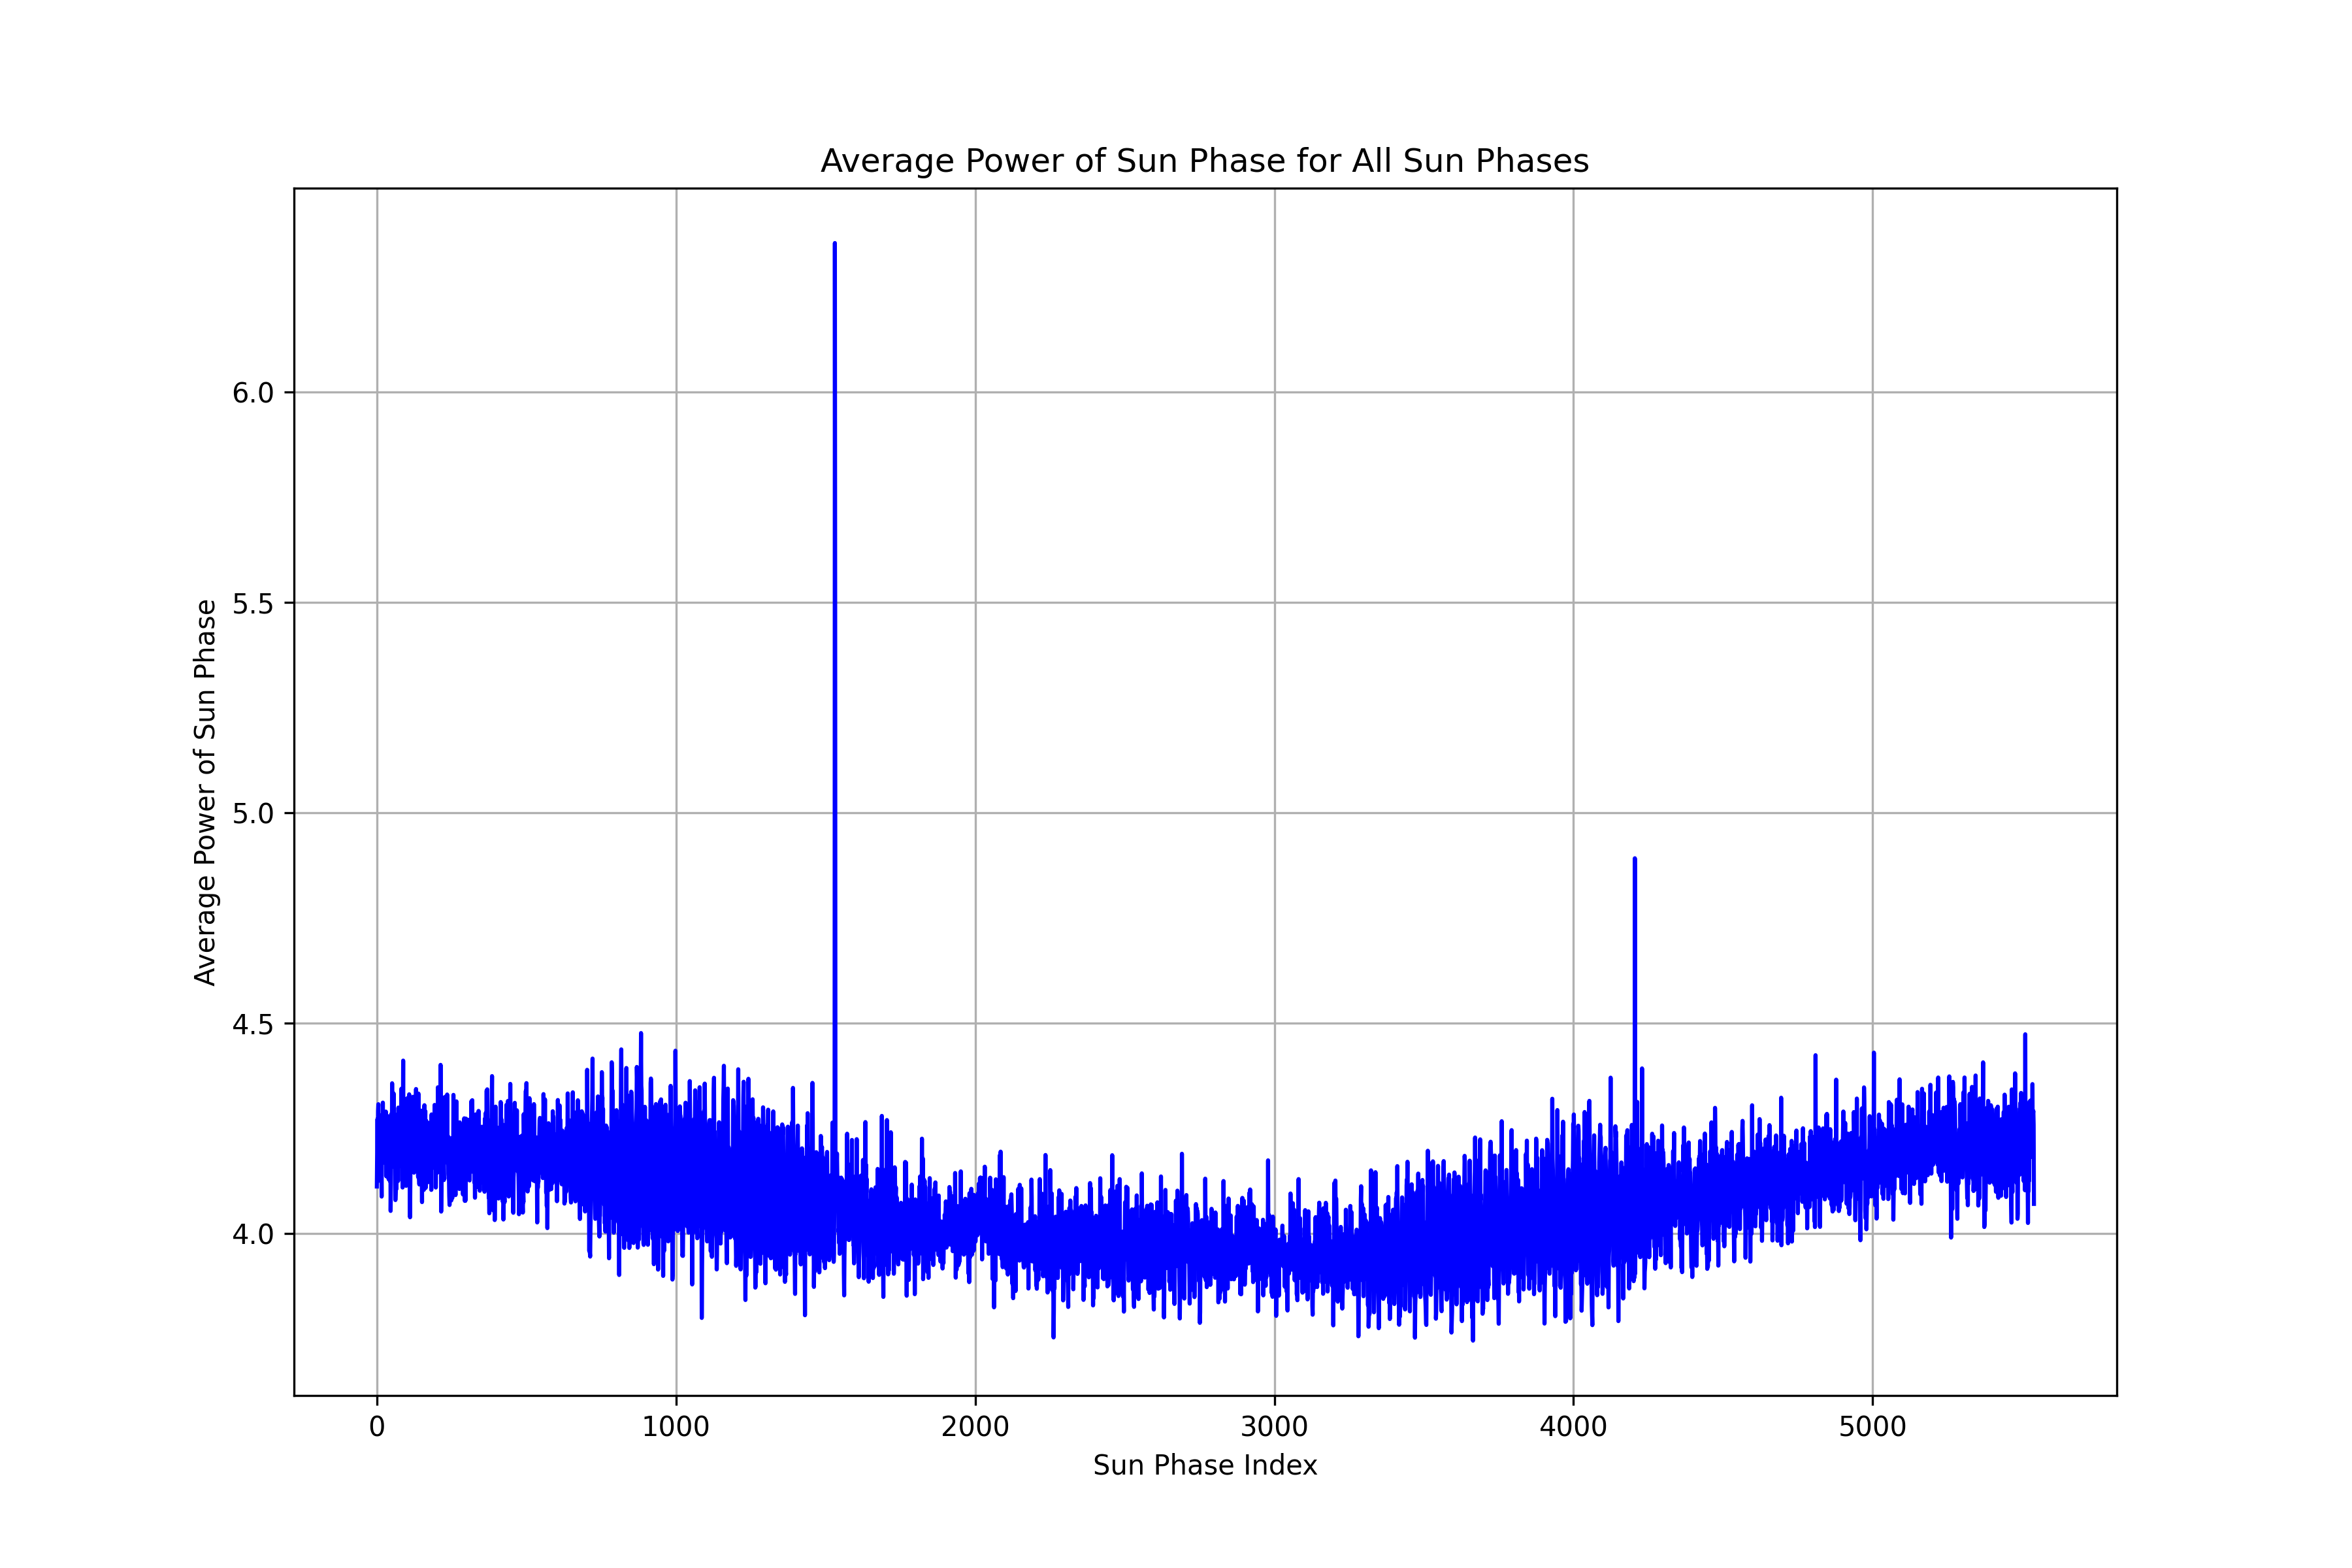 Average Power of Sun Phase for All Sun Phases
Average Power of Sun Phase
6.0
5.5
5.0
4.5
4.0
0 1000 2000 3000 4000 5000
Sun Phase Index